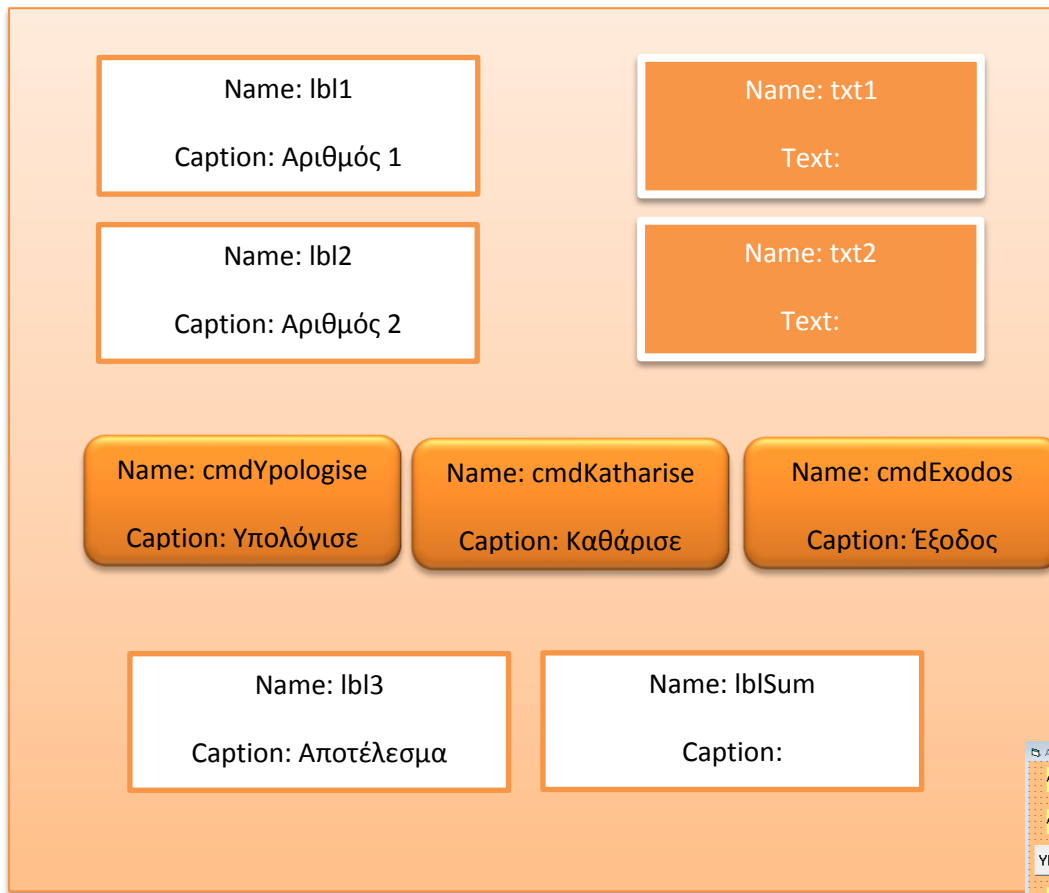 Name: lbl1
Caption: Αριθμός 1
Name: txt1
Text:
Name: lbl2
Caption: Αριθμός 2
Name: txt2
Text:
Name: cmdYpologise
Caption: Υπολόγισε
Name: cmdKatharise
Caption: Καθάρισε
Name: cmdExodos
Caption: Έξοδος
Name: lbl3
Caption: Αποτέλεσμα
Name: lblSum
Caption: